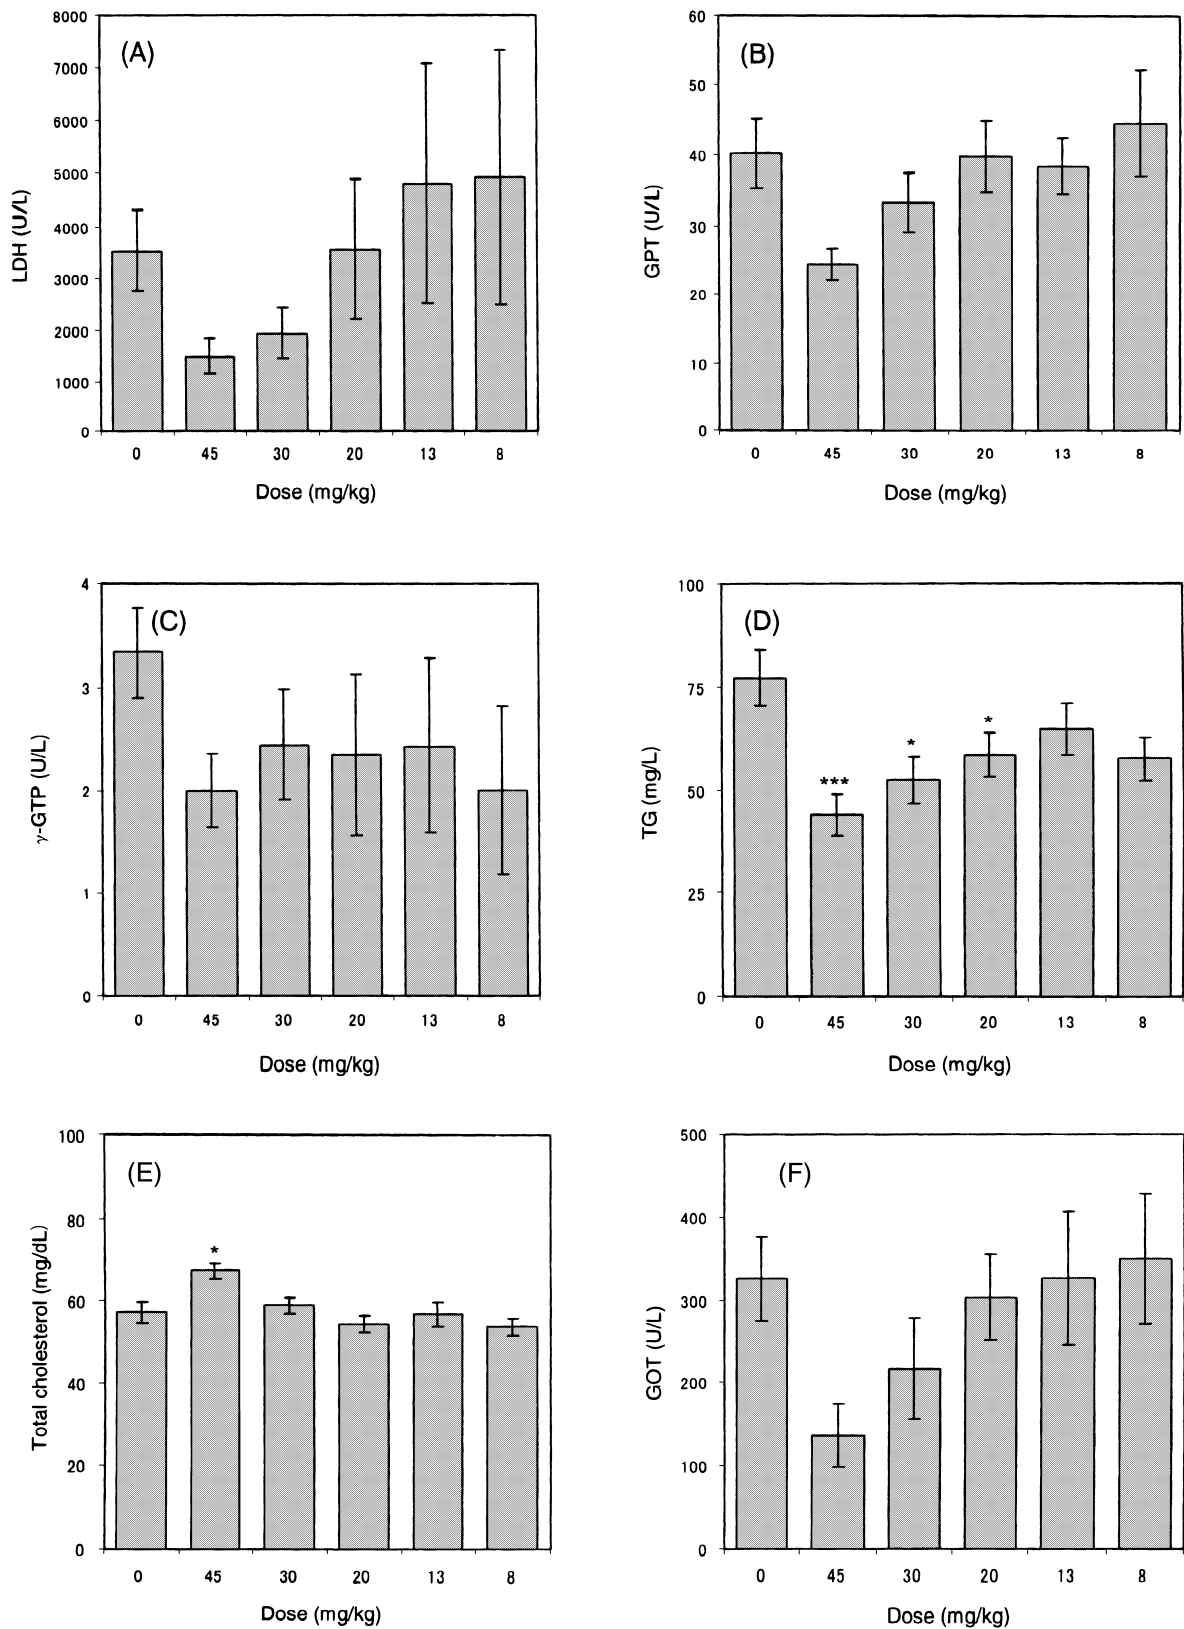 (A)
LDH (U/L)
8000
7000
6000
5000
4000
3000
2000
1000
0
0 45 30 20 13 8
Dose (mg/kg)
(B)
GPT (U/L)
60
50
40
30
20
10
0
0 45 30 20 13 8
Dose (mg/kg)
(C)
γ-GTP (U/L)
4
3
2
1
0
0 45 30 20 13 8
Dose (mg/kg)
(D)
TG (mg/L)
100
75
50
25
0
***
*
*
0 45 30 20 13 8
Dose (mg/kg)
(E)
Total cholesterol (mg/dL)
100
80
60
40
20
0
*
0 45 30 20 13 8
Dose (mg/kg)
(F)
GOT (U/L)
500
400
300
200
100
0
0 45 30 20 13 8
Dose (mg/kg)